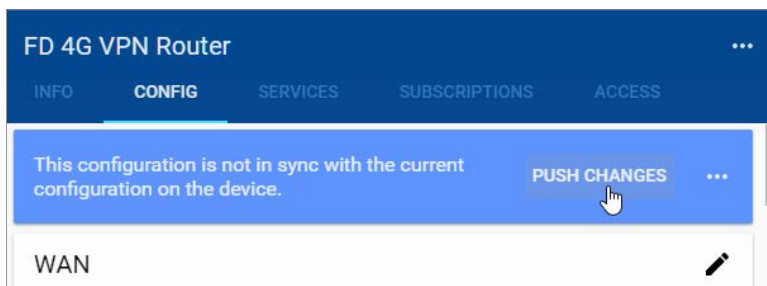 FD 4G VPN Router
INFO CONFIG SERVICES SUBSCRIPTIONS ACCESS
This configuration is not in sync with the current
configuration on the device.
PUSH CHANGES
WAN